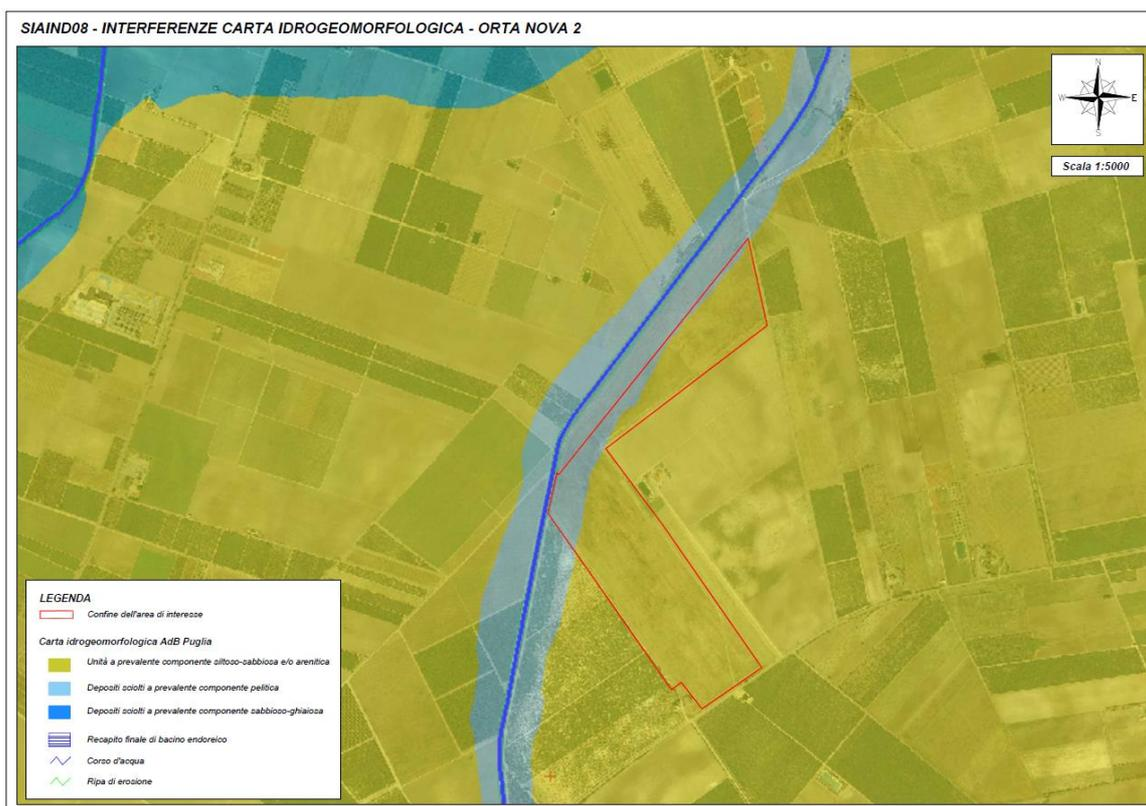 SIAIND08 - INTERFERENZE CARTA IDROGEOMORFOLOGICA - ORTA NOVA 2
N
W E
S
Scala 1:5000
LEGENDA
Confine dell'area di interesse
Carta idrogeomorfologica AdB Puglia
Unità a prevalente componente siltoso-sabbiosa e/o arenitica
Depositi sciolti a prevalente componente pelitica
Depositi sciolti a prevalente componente sabbioso-ghiaiosa
Recapito finale di bacino endoreico
Corso d'acqua
Ripa di erosione